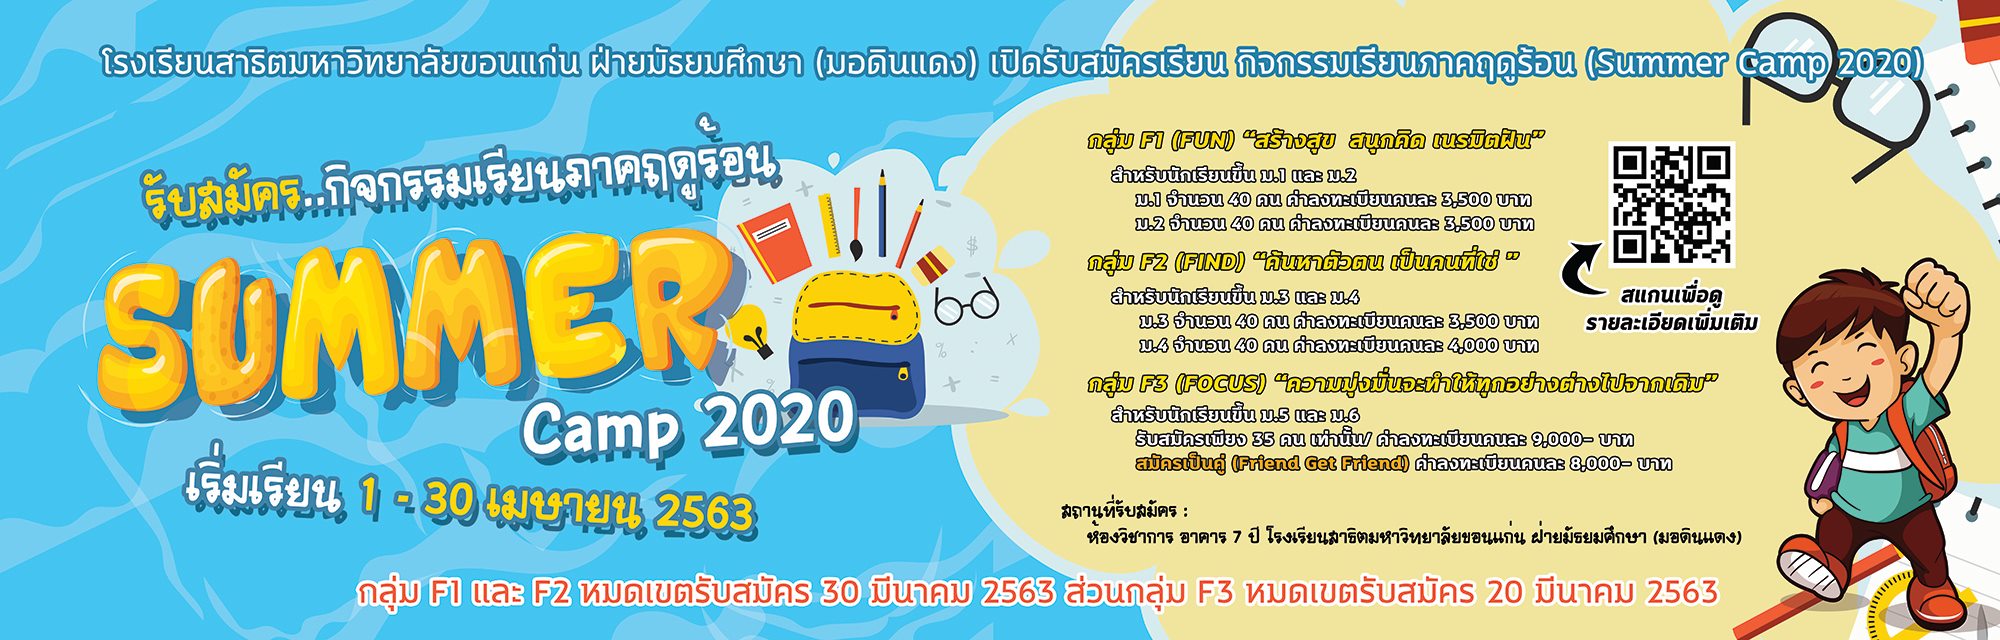 โรงเรียนสาธิตมหาวิทยาลัยขอนแก่น ฝ่ายมัธยมศึกษา (มอดินแดง) เปิดรับสมัครเรียน กิจกรรมเรียนภาคฤดูร้อน (Summer Camp 2020)
รับสมัคร..กิจกรรมเรียนภาคฤดูร้อน
SUMMER
Camp 2020
เริ่มเรียน 1 - 30 เมษายน 2563
กลุ่ม F1 (FUN) “สร้างสุข สนุกคิด เนรมิตฝัน”
สำหรับนักเรียนชั้น ม.1 และ ม.2
ม.1 จำนวน 40 คน ค่าลงทะเบียนคนละ 3,500 บาท
ม.2 จำนวน 40 คน ค่าลงทะเบียนคนละ 3,500 บาท
กลุ่ม F2 (FIND) “ค้นหาตัวตน เป็นคนที่ใช่ ”
สำหรับนักเรียนชั้น ม.3 และ ม.4
ม.3 จำนวน 40 คน ค่าลงทะเบียนคนละ 3,500 บาท
ม.4 จำนวน 40 คน ค่าลงทะเบียนคนละ 4,000 บาท
กลุ่ม F3 (FOCUS) “ความมุ่งมั่นจะทำให้ทุกอย่างต่างไปจากเดิม”
สำหรับนักเรียนชั้น ม.5 และ ม.6
รับสมัครเพียง 35 คน เท่านั้น/ ค่าลงทะเบียนคนละ 9,000- บาท
สมัครเป็นคู่ (Friend Get Friend) ค่าลงทะเบียนคนละ 8,000- บาท
สแกนเพื่อดู
รายละเอียดเพิ่มเติม
สถานที่รับสมัคร :
ห้องวิชาการ อาคาร 7 ปี โรงเรียนสาธิตมหาวิทยาลัยขอนแก่น ฝ่ายมัธยมศึกษา (มอดินแดง)
กลุ่ม F1 และ F2 หมดเขตรับสมัคร 30 มีนาคม 2563 ส่วนกลุ่ม F3 หมดเขตรับสมัคร 20 มีนาคม 2563